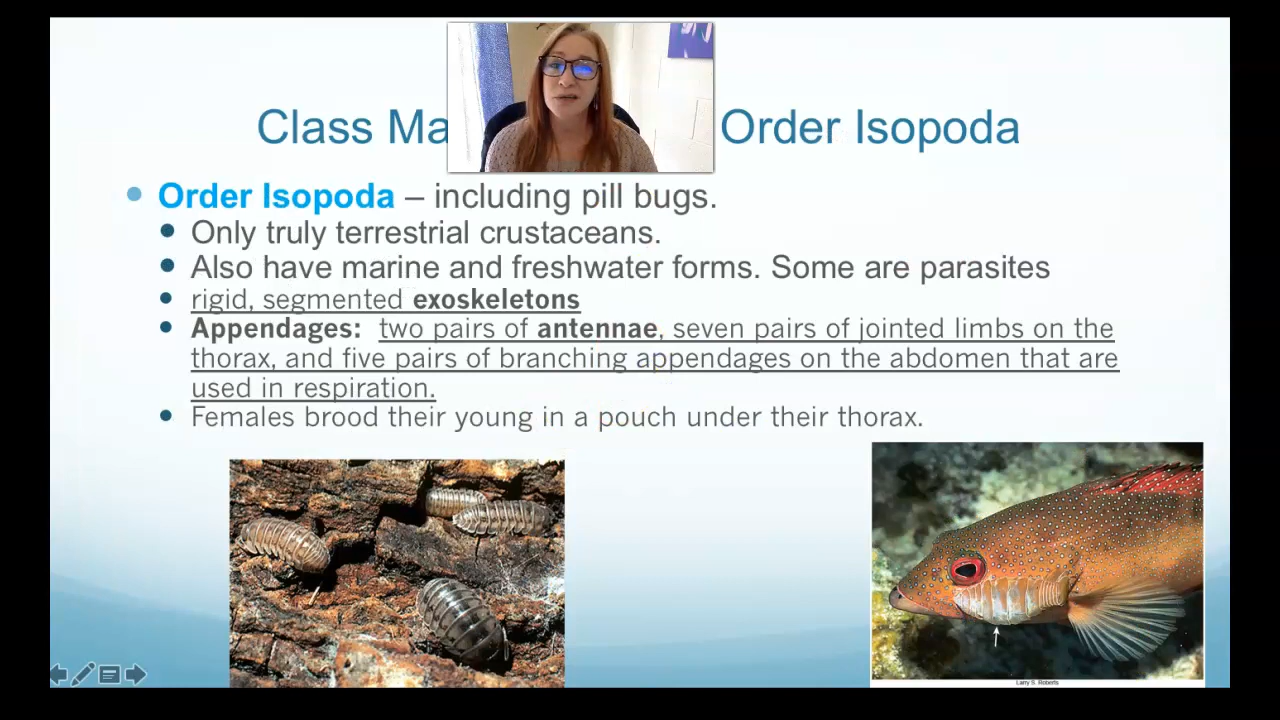 Class Ma Order Isopoda
Order Isopoda – including pill bugs.
Only truly terrestrial crustaceans.
Also have marine and freshwater forms. Some are parasites
rigid, segmented exoskeletons
Appendages: two pairs of antennae, seven pairs of jointed limbs on the
thorax, and five pairs of branching appendages on the abdomen that are
used in respiration.
Females brood their young in a pouch under their thorax.
Larry S. Roberts